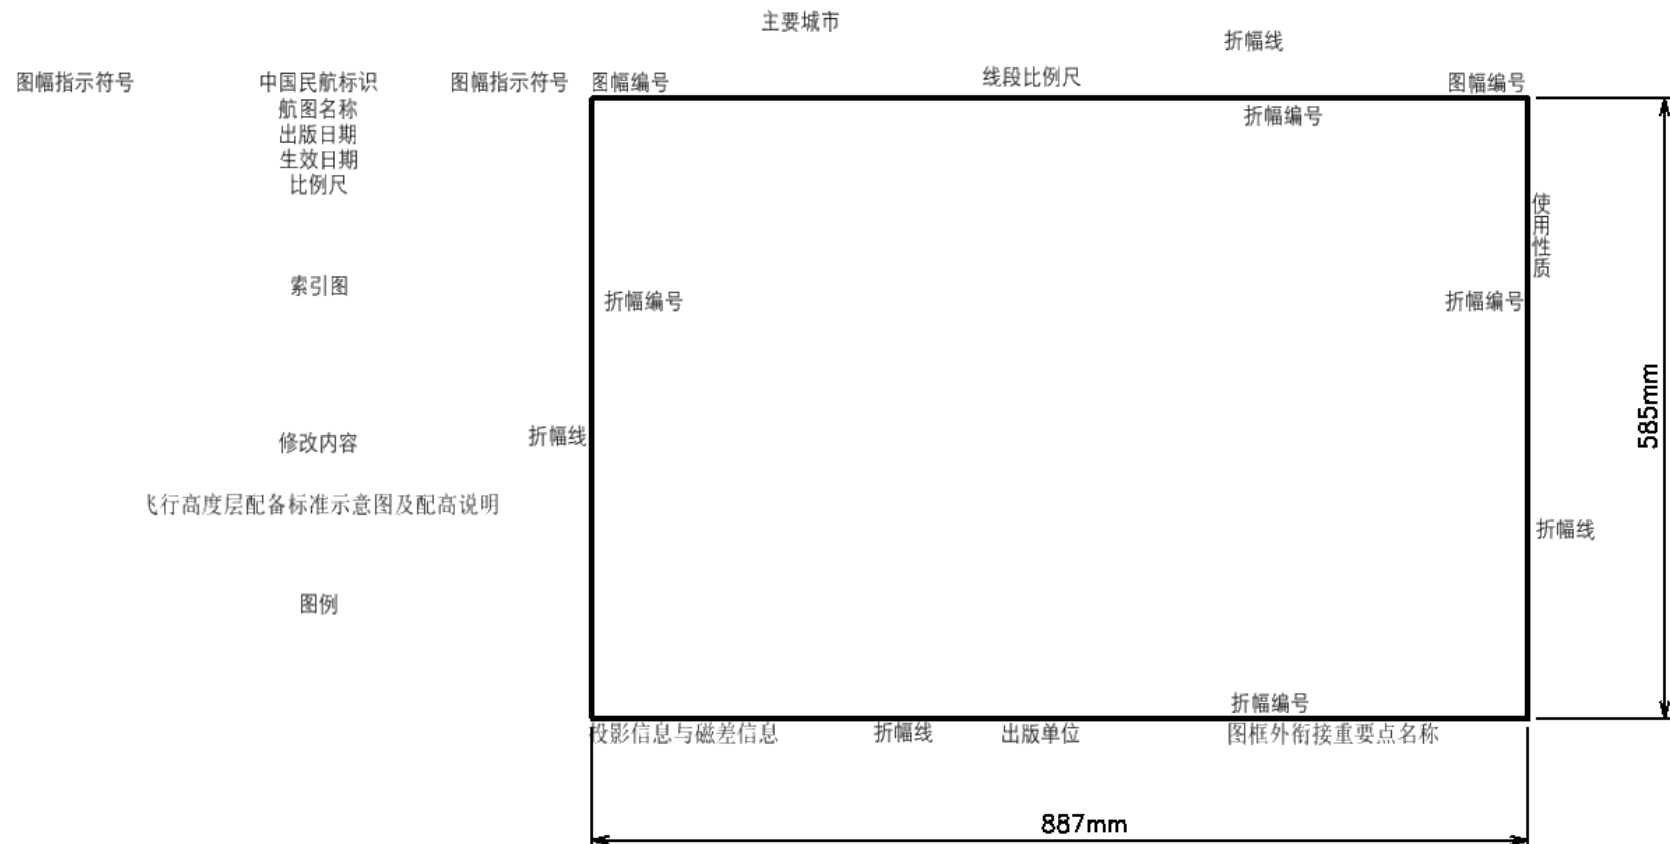 主要城市
折幅线
图幅指示符号
中国民航标识
图幅指示符号
图幅编号
线段比例尺
图幅编号
航图名称
折幅编号
出版日期
生效日期
比例尺
使用性质
索引图
折幅编号
折幅编号
修改内容
折幅线
585mm
飞行高度层配备标准示意图及配高说明
折幅线
图例
折幅编号
投影信息与磁差信息
折幅线
出版单位
图框外衔接重要点名称
887mm